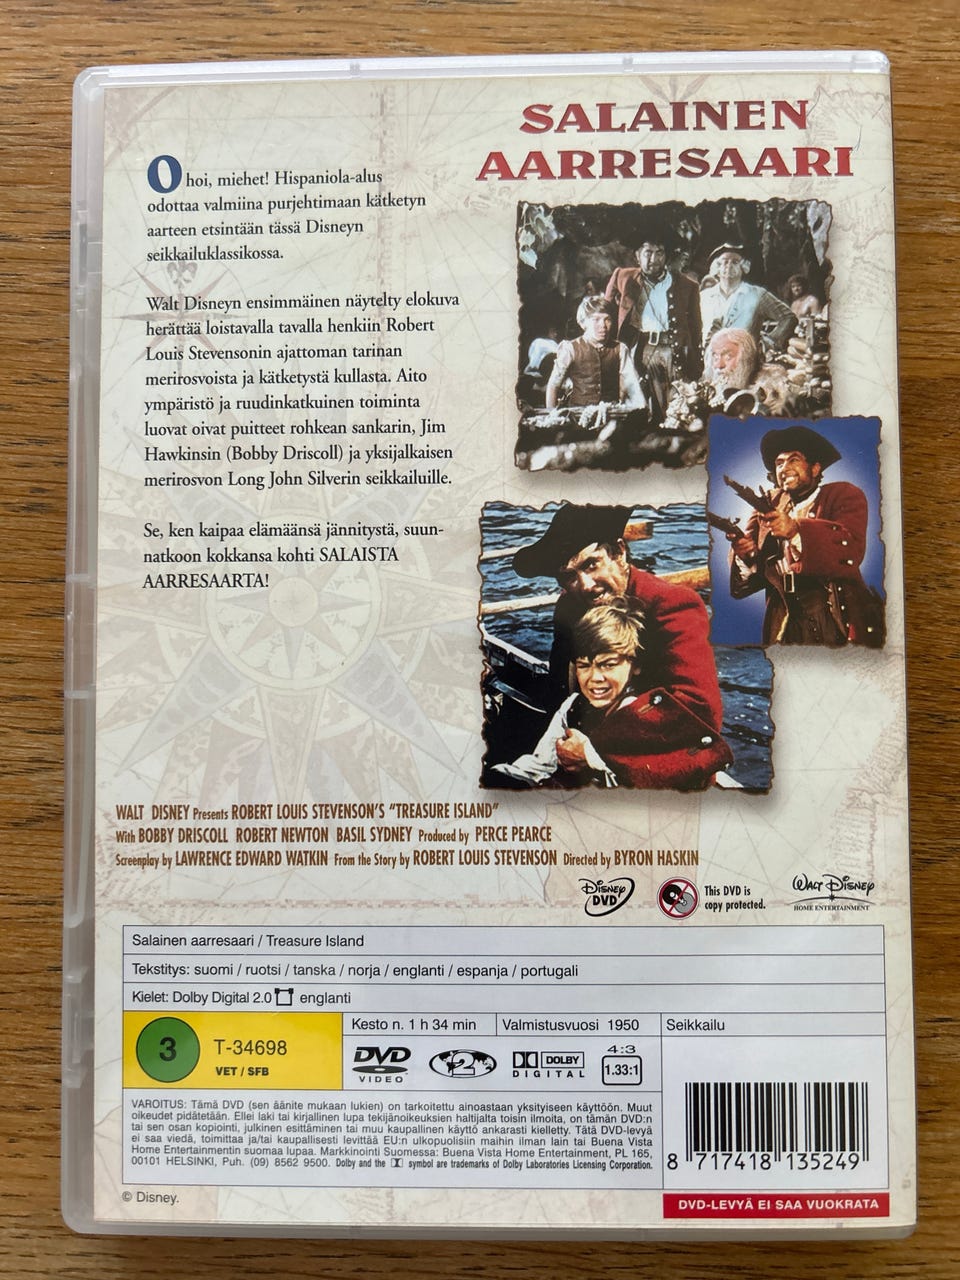 SALAINEN
AARRESAARI
Ohoi, miehet! Hispaniola-alus
odottaa valmiina purjehtimaan kätketyn
aarteen etsintään tässä Disneyn
seikkailuklassikossa.
Walt Disneyn ensimmäinen näytelty elokuva
herättää loistavalla tavalla henkiin Robert
Louis Stevensonin ajattoman tarinan
merirosvoista ja kätketystä kullasta. Aito
ympäristö ja ruudinkatkuinen toiminta
luovat oivat puitteet rohkean sankarin, Jim
Hawkinsin (Bobby Driscoll) ja yksijalkaisen
merirosvon Long John Silverin seikkailuille.
Se, ken kaipaa elämäänsä jännitystä, suun-
natkoon kokkansa kohti SALAISTA
AARRESAARTA!
WALT DISNEY Presents ROBERT LOUIS STEVENSON'S "TREASURE ISLAND"
With BOBBY DRISCOLL ROBERT NEWTON BASIL SYDNEY Produced by PERCE PEARCE
Screenplay by LAWRENCE EDWARD WATKIN From the Story by ROBERT LOUIS STEVENSON Directed by BYRON HASKIN
Disney DVD
This DVD is
copy protected.
WALT DISNEY
HOME ENTERTAINMENT
Salainen aarresaari / Treasure Island
Tekstitys: suomi / ruotsi / tanska / norja / englanti / espanja / portugali
Kielet: Dolby Digital 2.0 englanti
3 T-34698
VET / SFB
Kesto n. 1 h 34 min
Valmistusvuosi 1950
Seikkailu
DVD
VIDEO
2
DOLBY
DIGITAL
4:3
1.33:1
VAROITUS: Tämä DVD (sen äänite mukaan lukien) on tarkoitettu ainoastaan yksityiseen käyttöön. Muut
oikeudet pidätetään. Ellei laki tai kirjallinen lupa tekijänoikeuksien haltijalta toisin ilmoita, on tämän DVD:n
tai sen osan kopiointi, julkinen esittäminen tai muu kaupallinen käyttö ankarasti kielletty. Tätä DVD-levyä
ei saa viedä, toimittaa ja/tai kaupallisesti levittää EU:n ulkopuolisiin maihin ilman lain tai Buena Vista
Home Entertainmentin suomaa lupaa. Markkinointi Suomessa: Buena Vista Home Entertainment, PL 165,
00101 HELSINKI, Puh. (09) 8562 9500. Dolby and the symbol are trademarks of Dolby Laboratories Licensing Corporation.
8 717418 135249
© Disney.
DVD-LEVYÄ EI SAA VUOKRATA